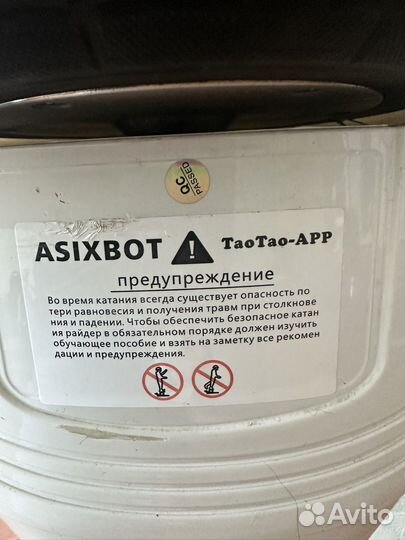 QC
PASSED
ASIXBOT TaoTao-APP
предупреждение
Во время катания всегда существует опасность по
тери равновесия и получения травм при столкнове
ния и падении. Чтобы обеспечить безопасное катан
ия райдер в обязательном порядке должен изучить
обучающее пособие и взять на заметку все рекомен
дации и предупреждения.
Avito